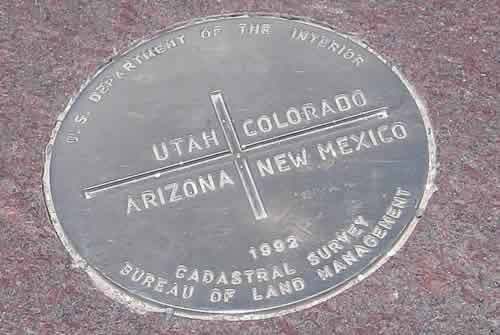 U.S. DEPARTMENT OF THE INTERIOR
UTAH COLORADO
ARIZONA NEW MEXICO
1992
CADASTRAL SURVEY
BUREAU OF LAND MANAGEMENT